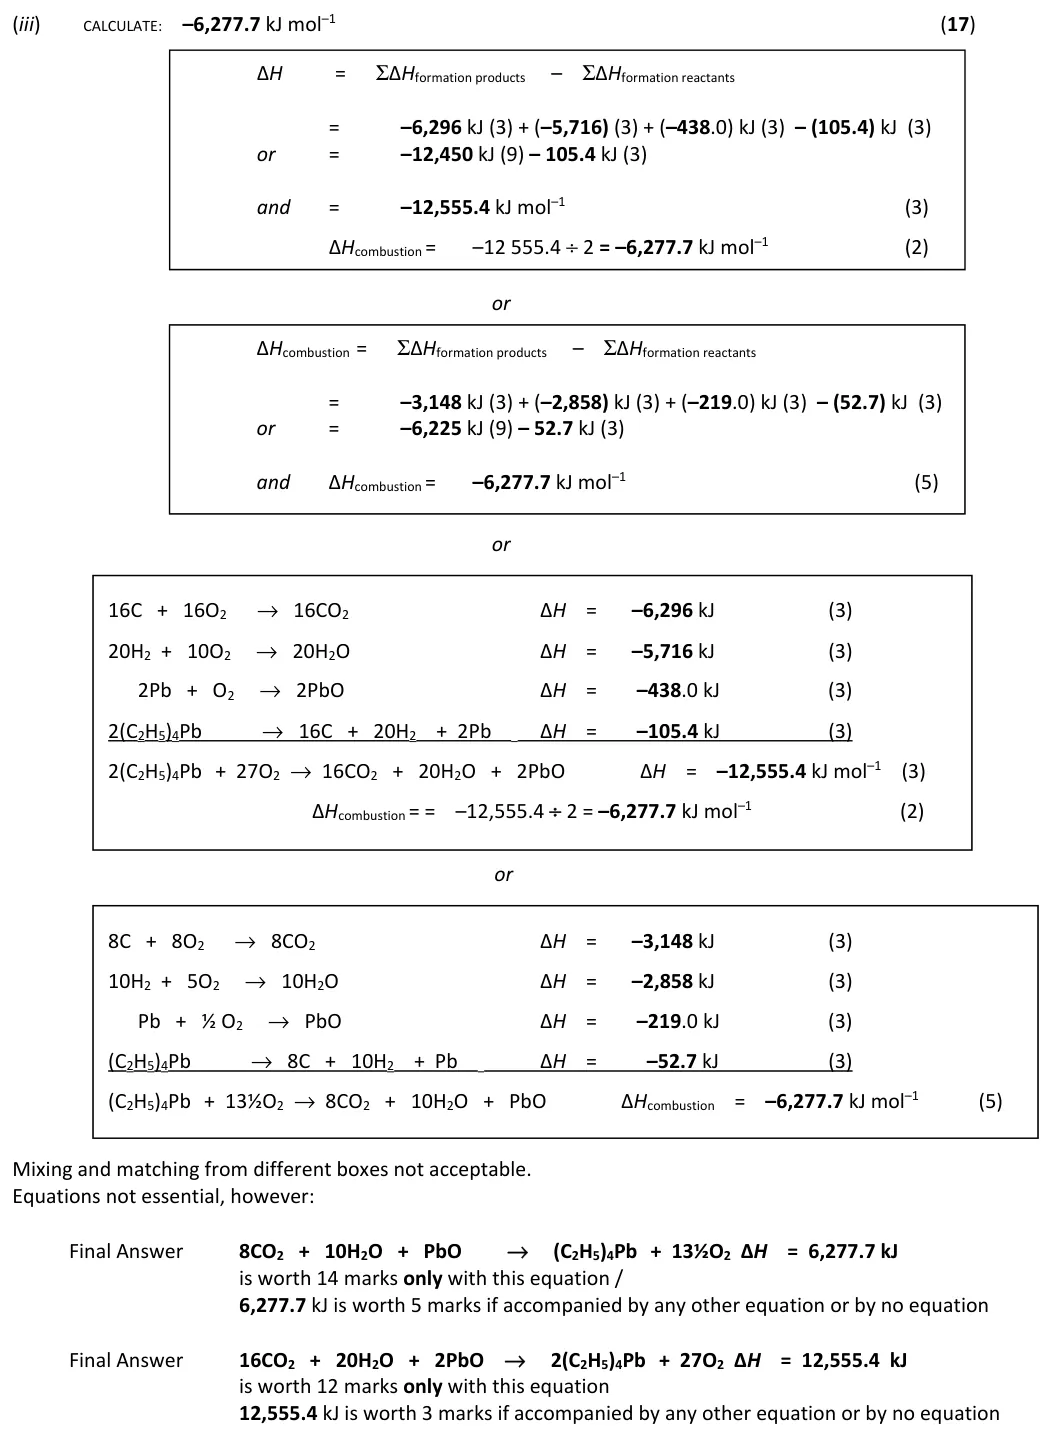 (iii) CALCULATE: –6,277.7 kJ mol⁻¹ (17)
ΔH = ΣΔH formation products – ΣΔH formation reactants
= –6,296 kJ (3) + (–5,716) (3) + (–438.0) kJ (3) – (105.4) kJ (3)
or = –12,450 kJ (9) – 105.4 kJ (3)
and = –12,555.4 kJ mol⁻¹ (3)
ΔHcombustion = –12 555.4 ÷ 2 = –6,277.7 kJ mol⁻¹ (2)
or
ΔHcombustion = ΣΔH formation products – ΣΔH formation reactants
= –3,148 kJ (3) + (–2,858) kJ (3) + (–219.0) kJ (3) – (52.7) kJ (3)
or = –6,225 kJ (9) – 52.7 kJ (3)
and ΔHcombustion = –6,277.7 kJ mol⁻¹ (5)
or
16C + 16O₂ → 16CO₂ ΔH = –6,296 kJ (3)
20H₂ + 10O₂ → 20H₂O ΔH = –5,716 kJ (3)
2Pb + O₂ → 2PbO ΔH = –438.0 kJ (3)
2(C₂H₅)₄Pb → 16C + 20H₂ + 2Pb ΔH = –105.4 kJ (3)
2(C₂H₅)₄Pb + 27O₂ → 16CO₂ + 20H₂O + 2PbO ΔH = –12,555.4 kJ mol⁻¹ (3)
ΔHcombustion = = –12,555.4 ÷ 2 = –6,277.7 kJ mol⁻¹ (2)
or
8C + 8O₂ → 8CO₂ ΔH = –3,148 kJ (3)
10H₂ + 5O₂ → 10H₂O ΔH = –2,858 kJ (3)
Pb + ½ O₂ → PbO ΔH = –219.0 kJ (3)
(C₂H₅)₄Pb → 8C + 10H₂ + Pb ΔH = –52.7 kJ (3)
(C₂H₅)₄Pb + 13½O₂ → 8CO₂ + 10H₂O + PbO ΔHcombustion = –6,277.7 kJ mol⁻¹ (5)
Mixing and matching from different boxes not acceptable.
Equations not essential, however:
Final Answer 8CO₂ + 10H₂O + PbO → (C₂H₅)₄Pb + 13½O₂ ΔH = 6,277.7 kJ
is worth 14 marks only with this equation /
6,277.7 kJ is worth 5 marks if accompanied by any other equation or by no equation
Final Answer 16CO₂ + 20H₂O + 2PbO → 2(C₂H₅)₄Pb + 27O₂ ΔH = 12,555.4 kJ
is worth 12 marks only with this equation
12,555.4 kJ is worth 3 marks if accompanied by any other equation or by no equation